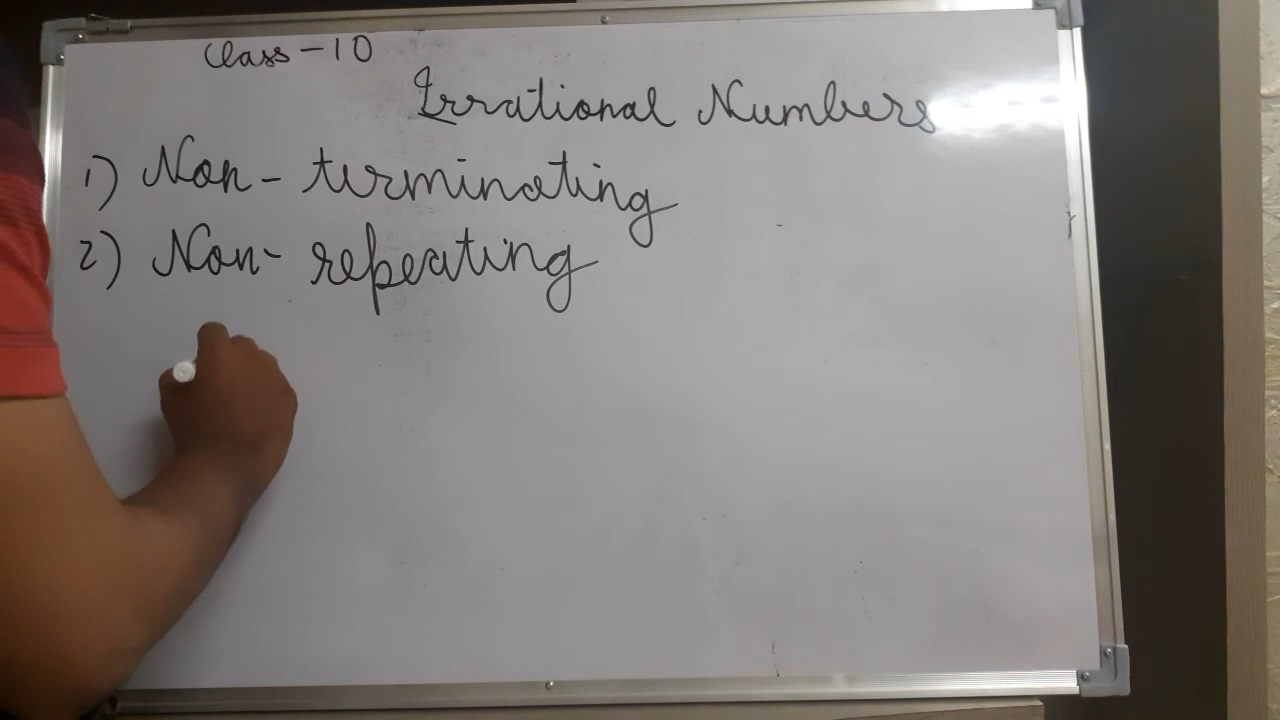 Class - 10
Irrational Numbers
1) Non - terminating
2) Non - repeating